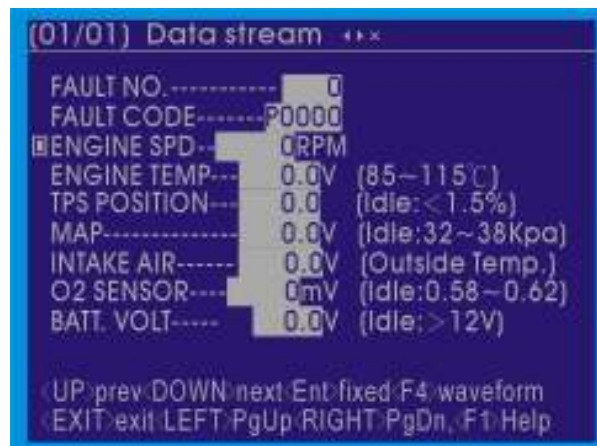 (01/01) Data stream
FAULT NO.----------- 0
FAULT CODE-------P0000
ENGINE SPD-- 0RPM
ENGINE TEMP--- 0.0V (85~115℃)
TPS POSITION--- 0.0 (Idle:<1.5%)
MAP------------- 0.0V (Idle:32~38Kpa)
INTAKE AIR------ 0.0V (Outside Temp.)
O2 SENSOR---- 0mV (Idle:0.58~0.62)
BATT. VOLT----- 0.0V (Idle:>12V)
<UP>prev<DOWN>next<Ent>fixed<F4>waveform
<EXIT>exit<LEFT>PgUp<RIGHT>PgDn,<F1>Help